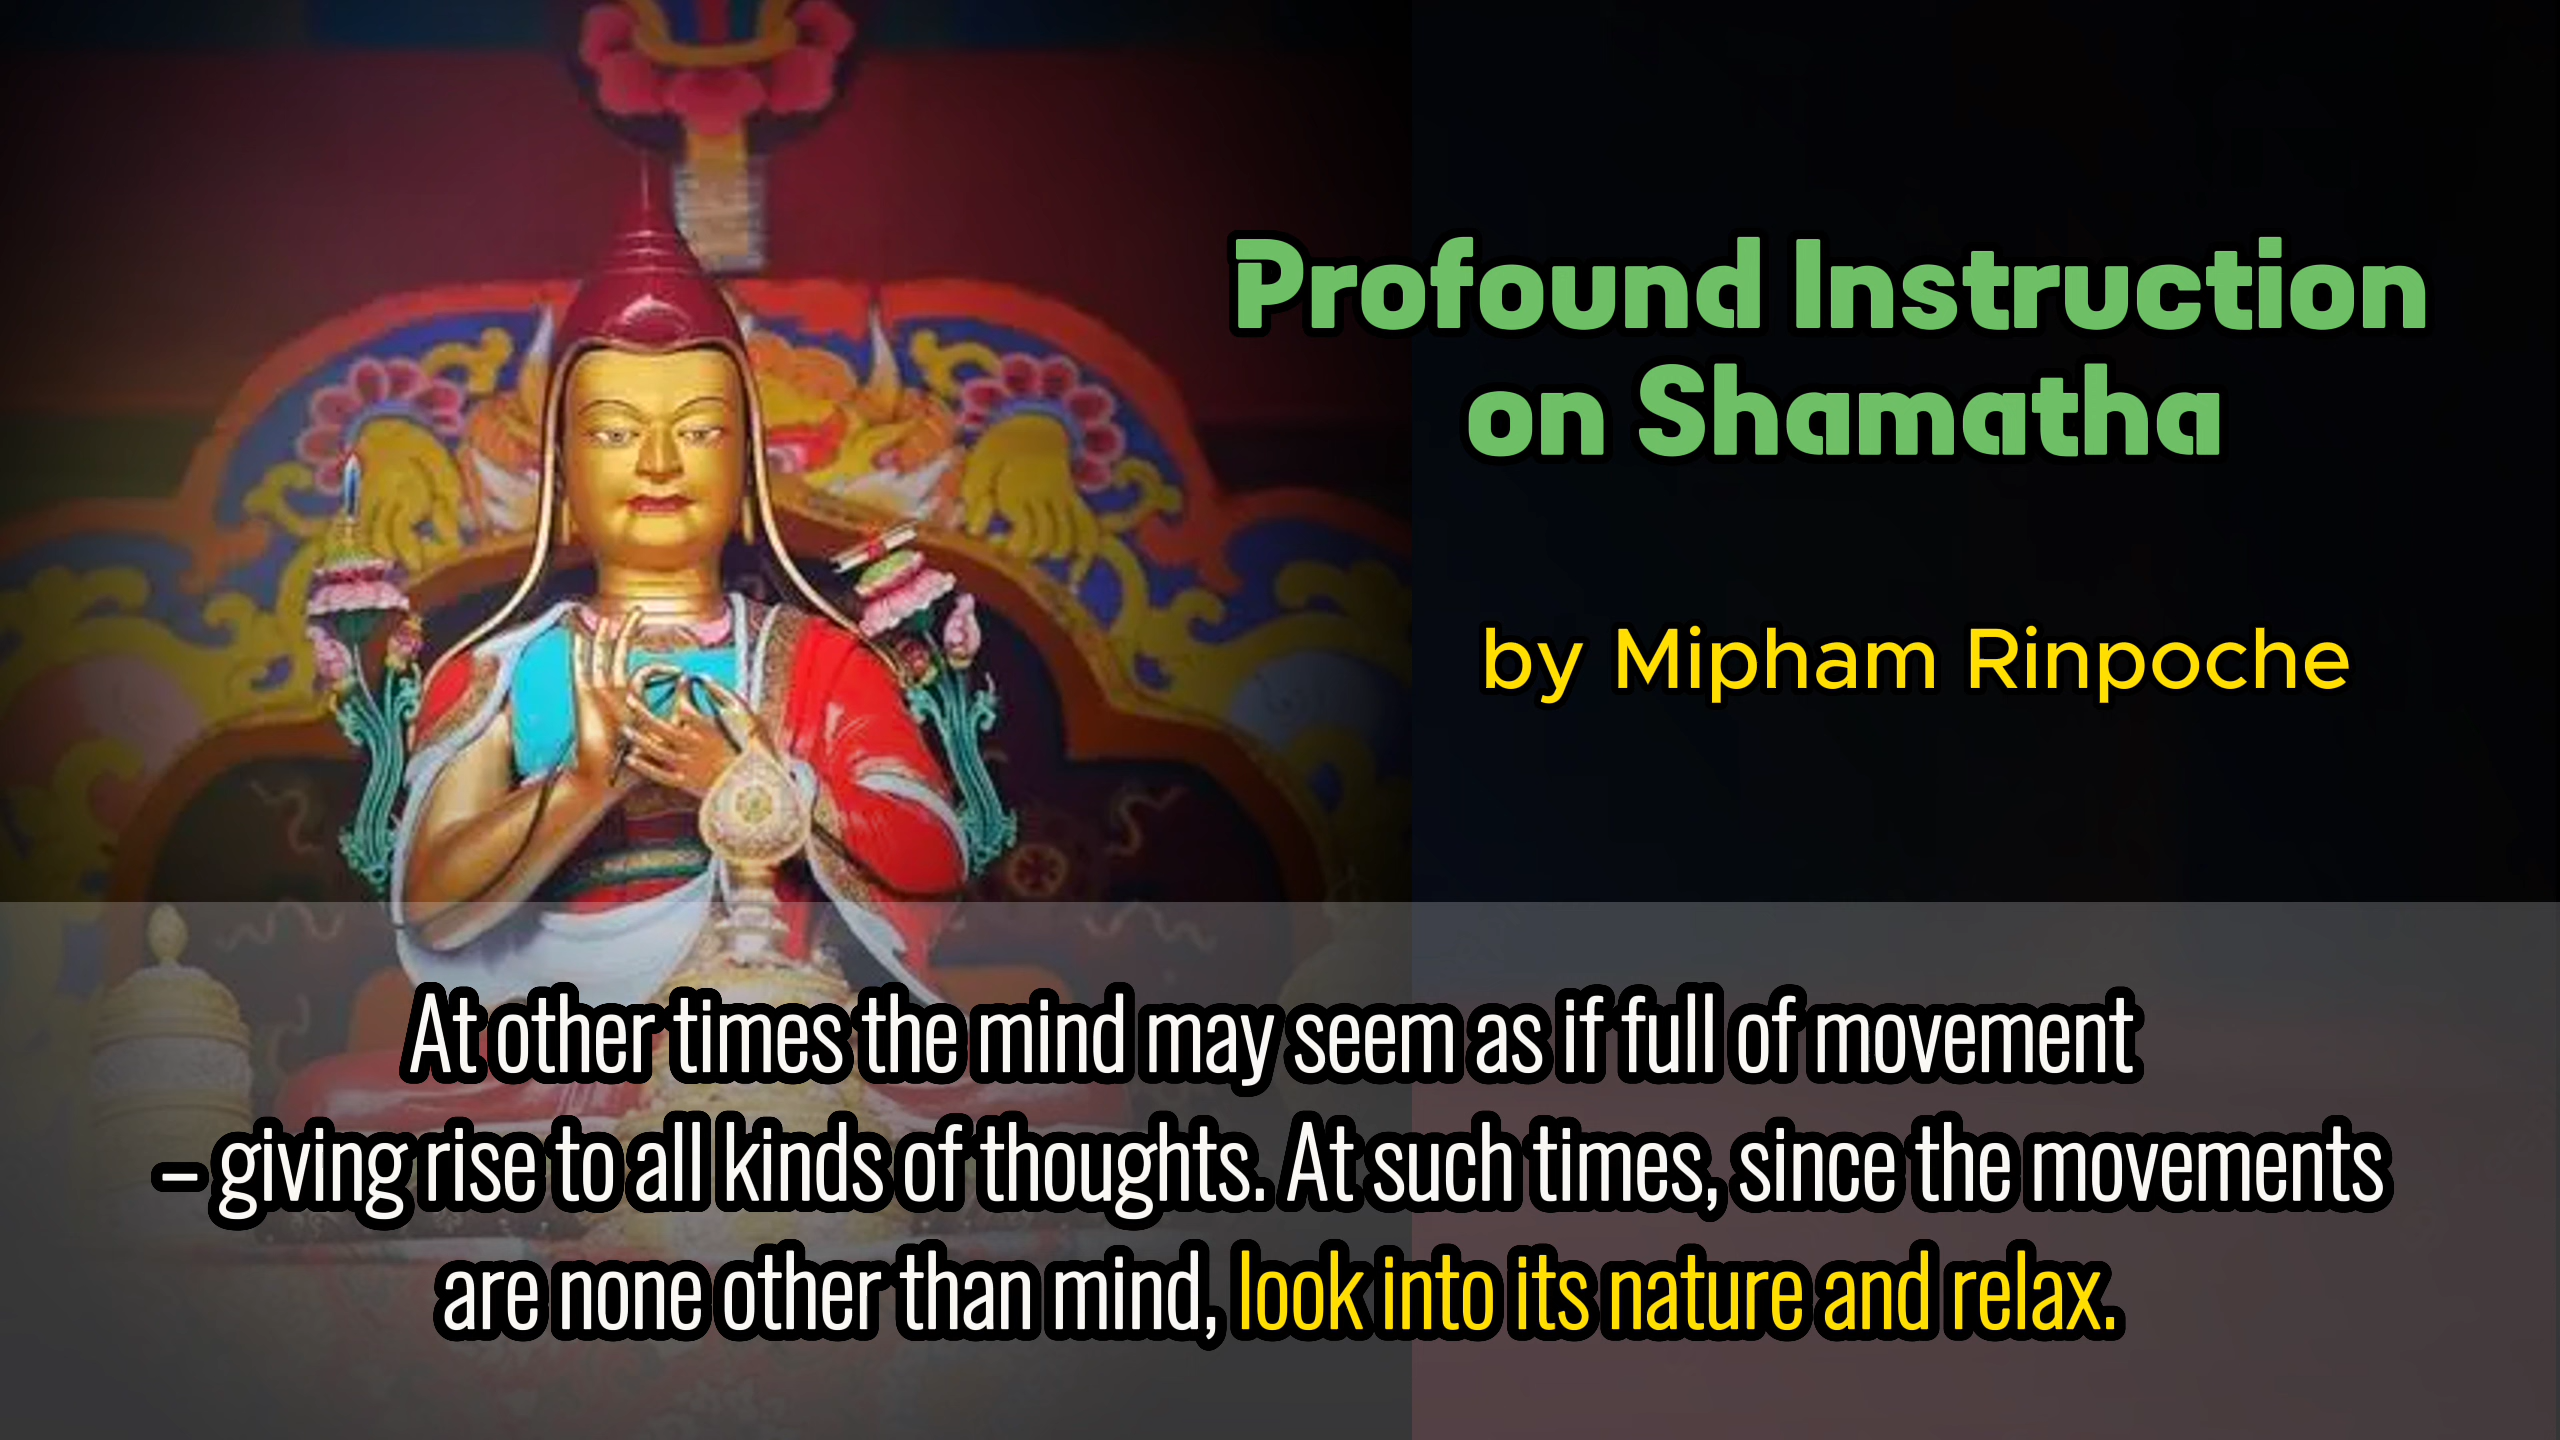 Profound Instruction
on Shamatha
by Mipham Rinpoche
At other times the mind may seem as if full of movement
– giving rise to all kinds of thoughts. At such times, since the movements
are none other than mind, look into its nature and relax.